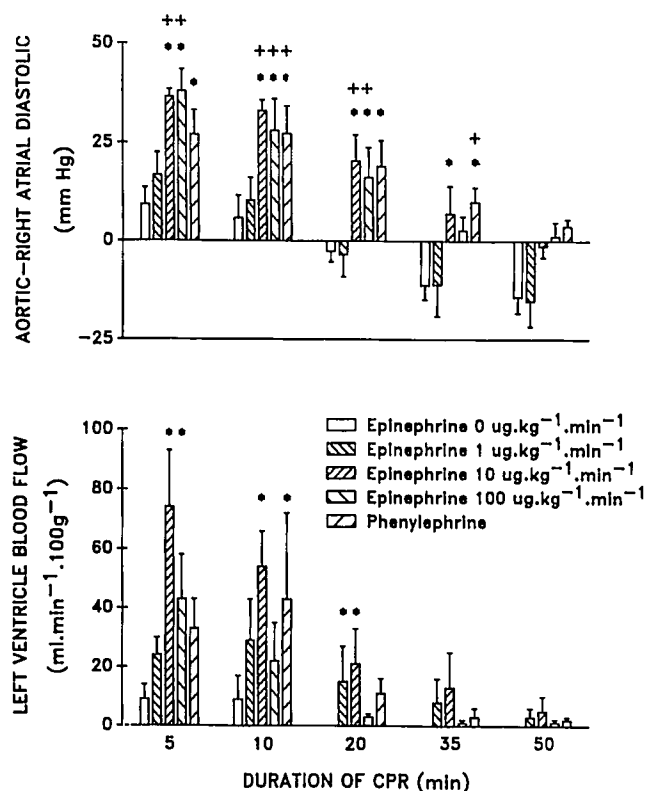 AORTIC-RIGHT ATRIAL DIASTOLIC
(mm Hg)
50
25
0
-25
++
** *
+++
***
++
***
+
* *
LEFT VENTRICLE BLOOD FLOW
(ml.min⁻¹.100g⁻¹)
100
80
60
40
20
0
**
* *
**
Epinephrine 0 ug.kg⁻¹.min⁻¹
Epinephrine 1 ug.kg⁻¹.min⁻¹
Epinephrine 10 ug.kg⁻¹.min⁻¹
Epinephrine 100 ug.kg⁻¹.min⁻¹
Phenylephrine
5 10 20 35 50
DURATION OF CPR (min)